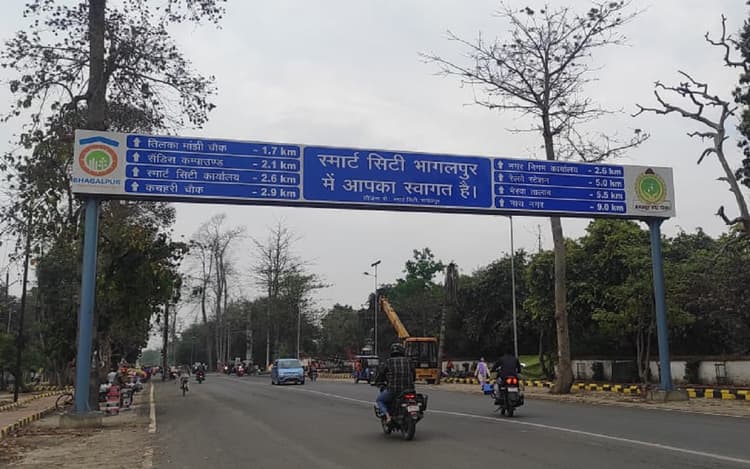 BHAGALPUR
तिलका मांझी चौक - 1.7 km
सैंडिस कम्पाउण्ड - 2.1 km
स्मार्ट सिटी कार्यालय - 2.6 km
कचहरी चौक - 2.9 km
स्मार्ट सिटी भागलपुर
में आपका स्वागत है।
नगर निगम कार्यालय - 2.6 km
रेलवे स्टेशन - 5.0 km
भैरवा तालाब - 5.5 km
नाथ नगर - 9.0 km